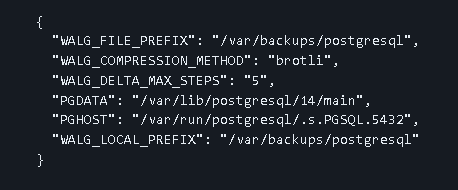 {
"WALG_FILE_PREFIX": "/var/backups/postgresql",
"WALG_COMPRESSION_METHOD": "brotli",
"WALG_DELTA_MAX_STEPS": "5",
"PGDATA": "/var/lib/postgresql/14/main",
"PGHOST": "/var/run/postgresql/.s.PGSQL.5432",
"WALG_LOCAL_PREFIX": "/var/backups/postgresql"
}